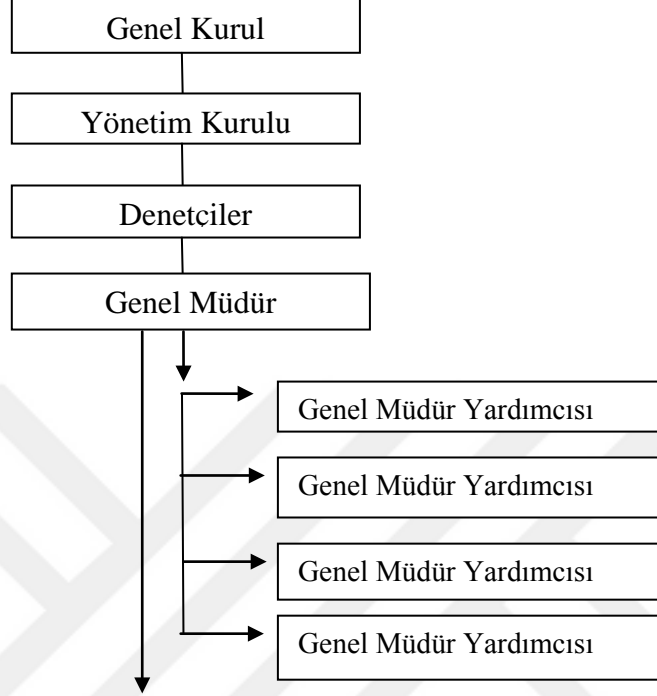 Genel Kurul
Yönetim Kurulu
Denetçiler
Genel Müdür
Genel Müdür Yardımcısı
Genel Müdür Yardımcısı
Genel Müdür Yardımcısı
Genel Müdür Yardımcısı